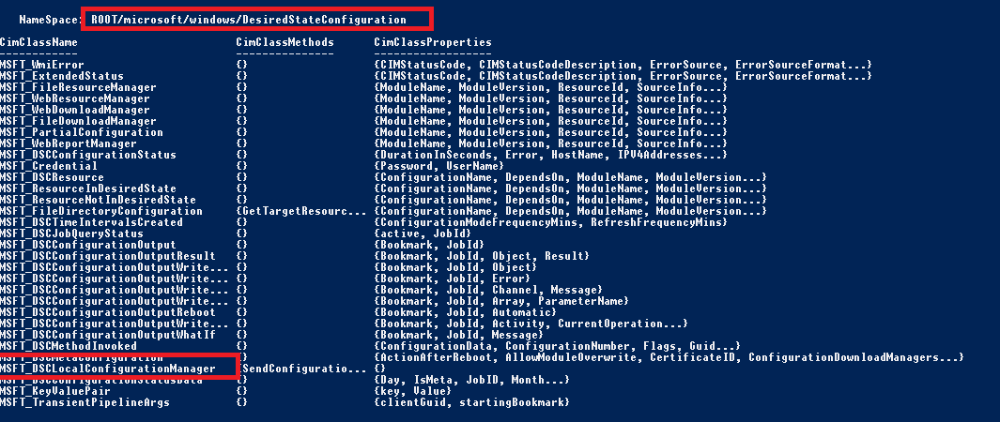 NameSpace: ROOT/microsoft/windows/DesiredStateConfiguration
CimClassName CimClassMethods CimClassProperties
------------ --------------- ------------------
MSFT_WmiError {} {CIMStatusCode, CIMStatusCodeDescription, ErrorSource, ErrorSourceFormat...}
MSFT_ExtendedStatus {} {CIMStatusCode, CIMStatusCodeDescription, ErrorSource, ErrorSourceFormat...}
MSFT_FileResourceManager {} {ModuleName, ModuleVersion, ResourceId, SourceInfo...}
MSFT_WebResourceManager {} {ModuleName, ModuleVersion, ResourceId, SourceInfo...}
MSFT_WebDownloadManager {} {ModuleName, ModuleVersion, ResourceId, SourceInfo...}
MSFT_FileDownloadManager {} {ModuleName, ModuleVersion, ResourceId, SourceInfo...}
MSFT_PartialConfiguration {} {ModuleName, ModuleVersion, ResourceId, SourceInfo...}
MSFT_WebReportManager {} {ModuleName, ModuleVersion, ResourceId, SourceInfo...}
MSFT_DSCConfigurationStatus {} {DurationInSeconds, Error, HostName, IPV4Addresses...}
MSFT_Credential {} {Password, UserName}
MSFT_DSCResource {} {ConfigurationName, DependsOn, ModuleName, ModuleVersion...}
MSFT_ResourceInDesiredState {} {ConfigurationName, DependsOn, ModuleName, ModuleVersion...}
MSFT_ResourceNotInDesiredState {} {ConfigurationName, DependsOn, ModuleName, ModuleVersion...}
MSFT_FileDirectoryConfiguration {GetTargetResourc... {ConfigurationName, DependsOn, ModuleName, ModuleVersion...}
MSFT_DSCTimeIntervalsCreated {} {ConfigurationModeFrequencyMins, RefreshFrequencyMins}
MSFT_DSCJobQueryStatus {} {active, JobId}
MSFT_DSCConfigurationOutput {} {Bookmark, JobId}
MSFT_DSCConfigurationOutputResult {} {Bookmark, JobId, Object, Result}
MSFT_DSCConfigurationOutputWrite... {} {Bookmark, JobId, Object}
MSFT_DSCConfigurationOutputWrite... {} {Bookmark, JobId, Error}
MSFT_DSCConfigurationOutputWrite... {} {Bookmark, JobId, Channel, Message}
MSFT_DSCConfigurationOutputWrite... {} {Bookmark, JobId, Array, ParameterName}
MSFT_DSCConfigurationOutputReboot {} {Bookmark, JobId, Automatic}
MSFT_DSCConfigurationOutputWrite... {} {Bookmark, JobId, Activity, CurrentOperation...}
MSFT_DSCConfigurationOutputWhatIf {} {Bookmark, JobId, Message}
MSFT_DSCMethodInvoked {} {ConfigurationData, ConfigurationNumber, Flags, Guid...}
MSFT_DSCMetaConfiguration {} {ActionAfterReboot, AllowModuleOverwrite, CertificateID, ConfigurationDownloadManagers...}
MSFT_DSCLocalConfigurationManager {SendConfiguratio... {}
MSFT_DSCConfigurationStatusData {} {Day, IsMeta, JobID, Month...}
MSFT_KeyValuePair {} {key, Value}
MSFT_TransientPipelineArgs {} {clientGuid, startingBookmark}